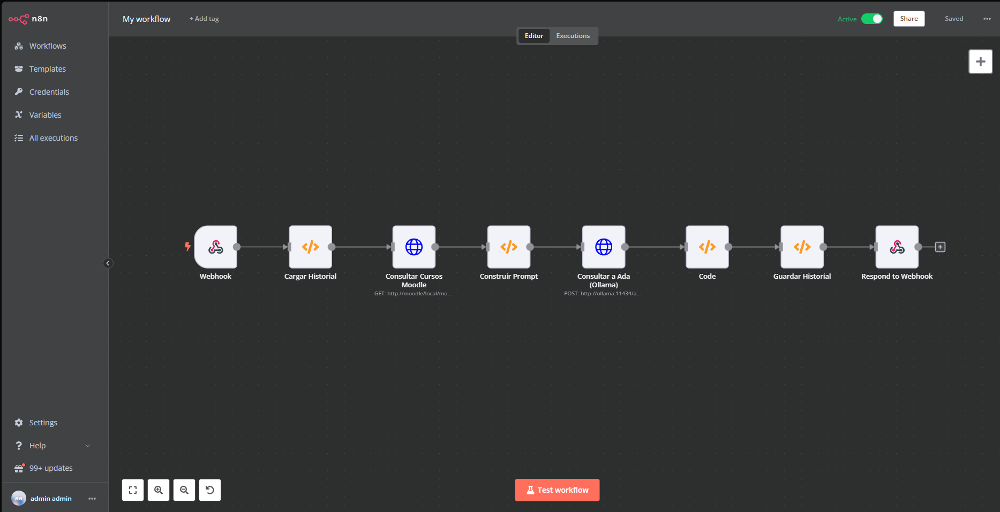 n8n
My workflow
+ Add tag
Active
Share
Saved
Editor
Executions
Workflows
Templates
Credentials
Variables
All executions
Webhook
Cargar Historial
Consultar Cursos
Moodle
GET: http://moodle/local/mo...
Construir Prompt
Consultar a Ada
(Ollama)
POST: http://ollama:11434/a...
Code
Guardar Historial
Respond to Webhook
Settings
Help
99+ updates
aa
admin admin
Test workflow